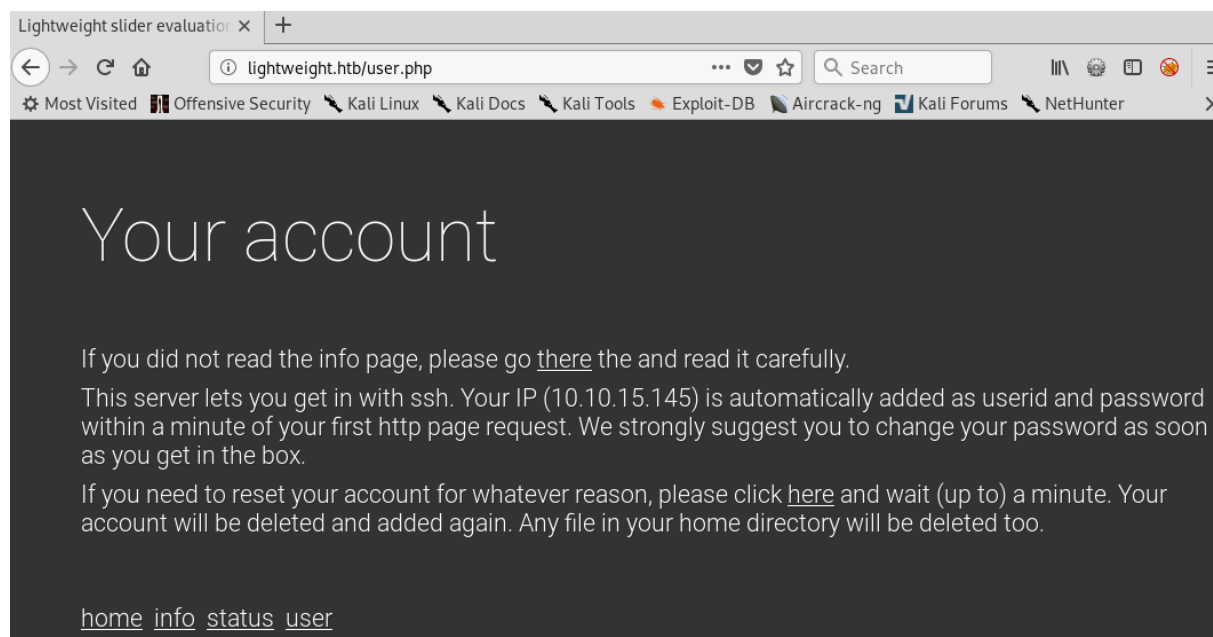 Lightweight slider evaluation
lightweight.htb/user.php
Search
Most Visited Offensive Security Kali Linux Kali Docs Kali Tools Exploit-DB Aircrack-ng Kali Forums NetHunter
Your account
If you did not read the info page, please go there the and read it carefully.
This server lets you get in with ssh. Your IP (10.10.15.145) is automatically added as userid and password
within a minute of your first http page request. We strongly suggest you to change your password as soon
as you get in the box.
If you need to reset your account for whatever reason, please click here and wait (up to) a minute. Your
account will be deleted and added again. Any file in your home directory will be deleted too.
home info status user